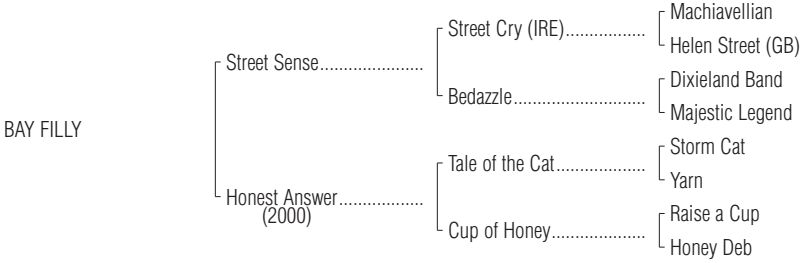 Machiavellian
Street Cry (IRE).................
Helen Street (GB)
Street Sense......................
Dixieland Band
Bedazzle............................
Majestic Legend
BAY FILLY
Storm Cat
Tale of the Cat...................
Yarn
Honest Answer..................
(2000)
Raise a Cup
Cup of Honey....................
Honey Deb